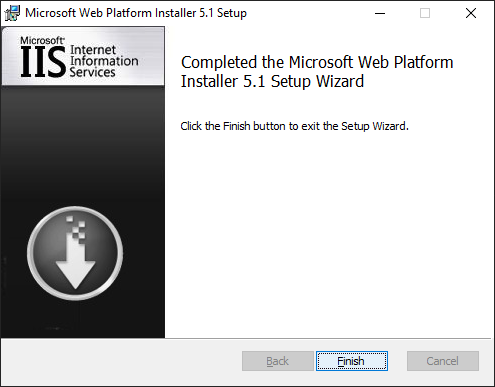 Microsoft Web Platform Installer 5.1 Setup
Microsoft®
IIS Internet
Information
Services
Completed the Microsoft Web Platform
Installer 5.1 Setup Wizard
Click the Finish button to exit the Setup Wizard.
Back Finish Cancel